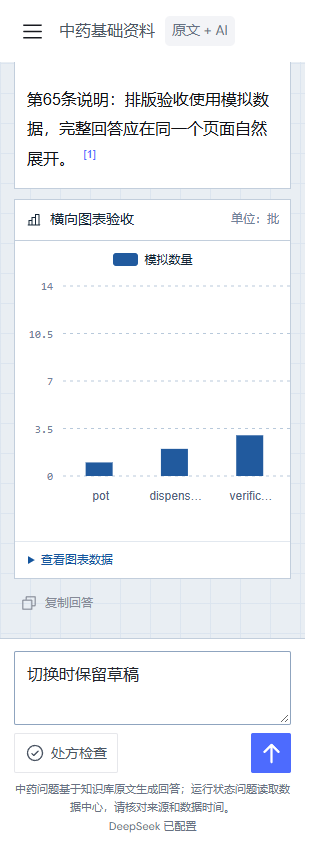 中药基础资料 原文 + AI
第65条说明：排版验收使用模拟数
据，完整回答应在同一个页面自然
展开。 [1]
横向图表验收 单位：批
模拟数量
14
10.5
7
3.5
0
pot dispens... verific...
查看图表数据
复制回答
切换时保留草稿
处方检查
中药问题基于知识库原文生成回答；运行状态问题读取数
据中心，请核对来源和数据时间。
DeepSeek 已配置